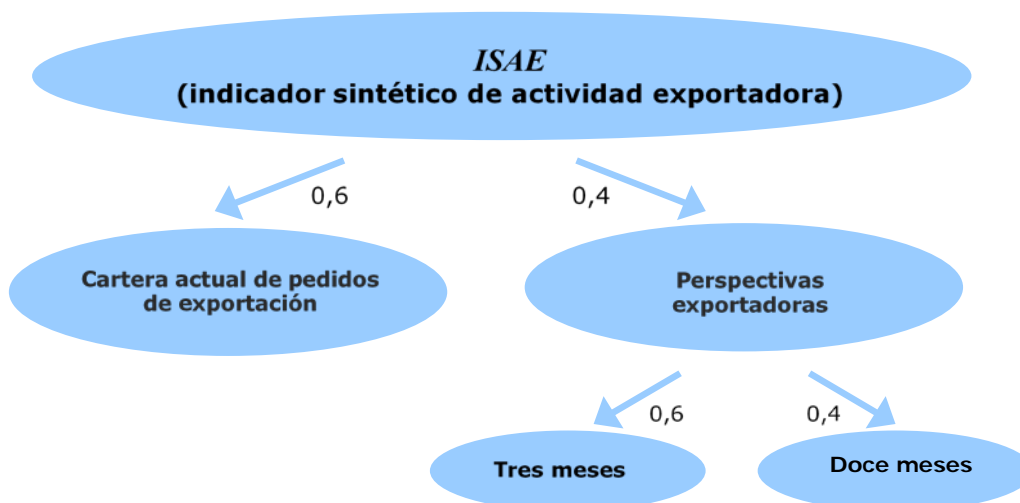 ISAE
(indicador sintético de actividad exportadora)
0,6
0,4
Cartera actual de pedidos
de exportación
Perspectivas
exportadoras
0,6
0,4
Tres meses
Doce meses